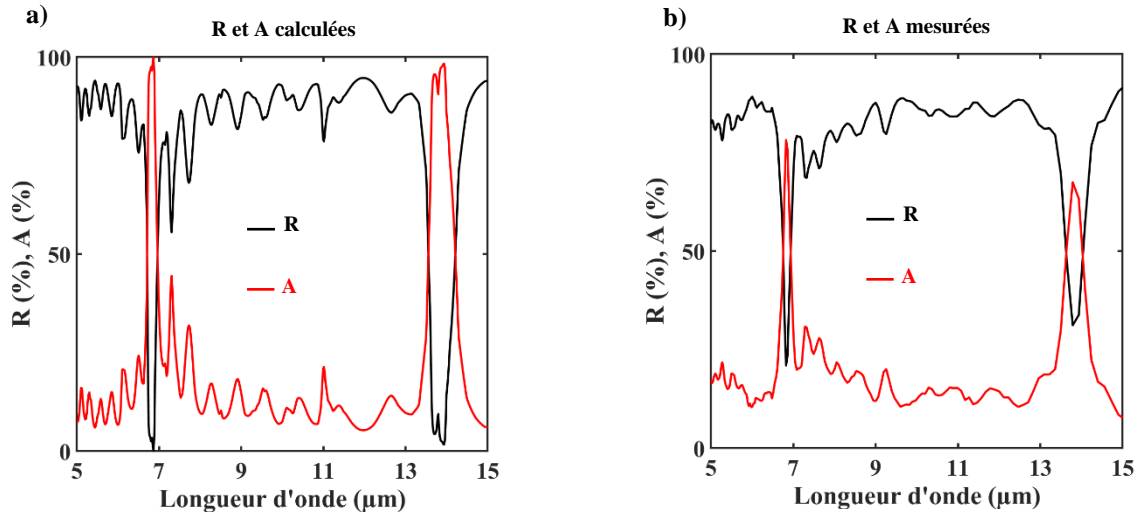 a)
R et A calculées
R (%), A (%)
100
50
0
R
A
5 7 9 11 13 15
Longueur d'onde (µm)
b)
R et A mesurées
R (%), A (%)
100
50
0
R
A
5 7 9 11 13 15
Longueur d'onde (µm)